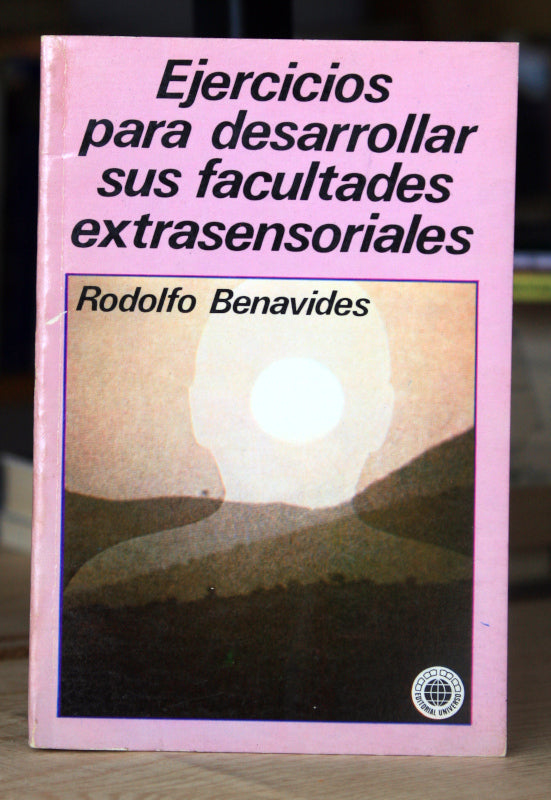 Ejercicios
para desarrollar
sus facultades
extrasensoriales
Rodolfo Benavides
EDITORIAL UNIVERSO